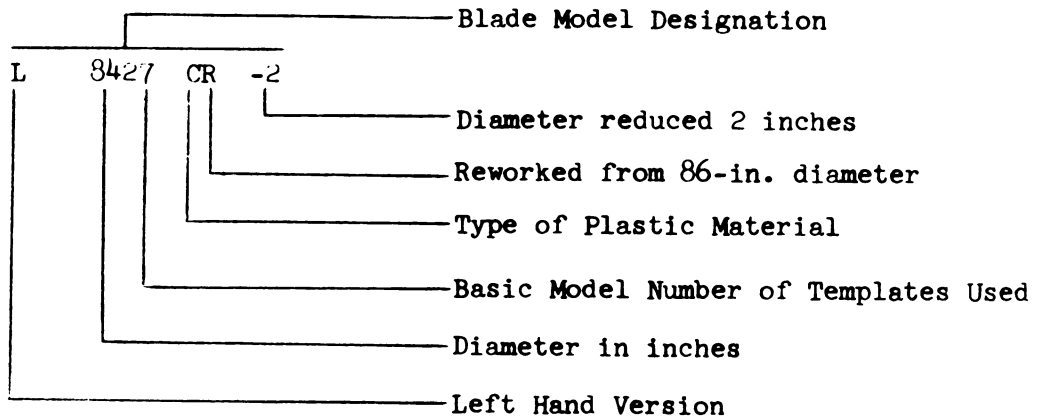 Blade Model Designation
L 8427 CR -2
Diameter reduced 2 inches
Reworked from 86-in. diameter
Type of Plastic Material
Basic Model Number of Templates Used
Diameter in inches
Left Hand Version